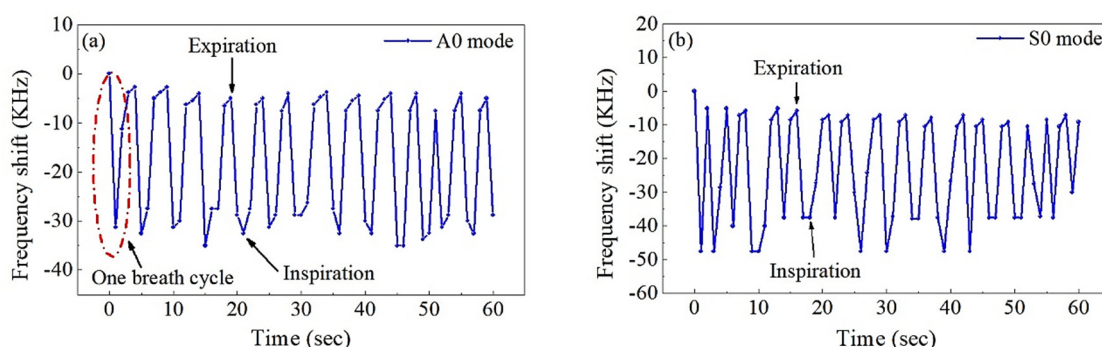 (a)
A0 mode
Expiration
One breath cycle
Inspiration
Frequency shift (KHz)
10
0
-10
-20
-30
-40
0 10 20 30 40 50 60
Time (sec)
(b)
S0 mode
Expiration
Inspiration
Frequency shift (KHz)
20
10
0
-10
-20
-30
-40
-50
-60
0 10 20 30 40 50 60
Time (sec)